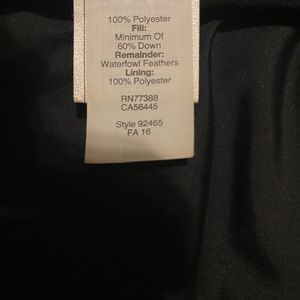 100% Polyester
Fill:
Minimum Of
60% Down
Remainder:
Waterfowl Feathers
Lining:
100% Polyester
RN77388
CA56445
Style 92465
FA 16